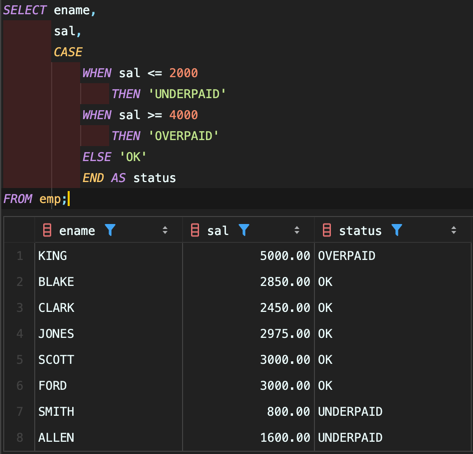 SELECT ename,
sal,
CASE
WHEN sal <= 2000
THEN 'UNDERPAID'
WHEN sal >= 4000
THEN 'OVERPAID'
ELSE 'OK'
END AS status
FROM emp;
ename sal status
1 KING 5000.00 OVERPAID
2 BLAKE 2850.00 OK
3 CLARK 2450.00 OK
4 JONES 2975.00 OK
5 SCOTT 3000.00 OK
6 FORD 3000.00 OK
7 SMITH 800.00 UNDERPAID
8 ALLEN 1600.00 UNDERPAID